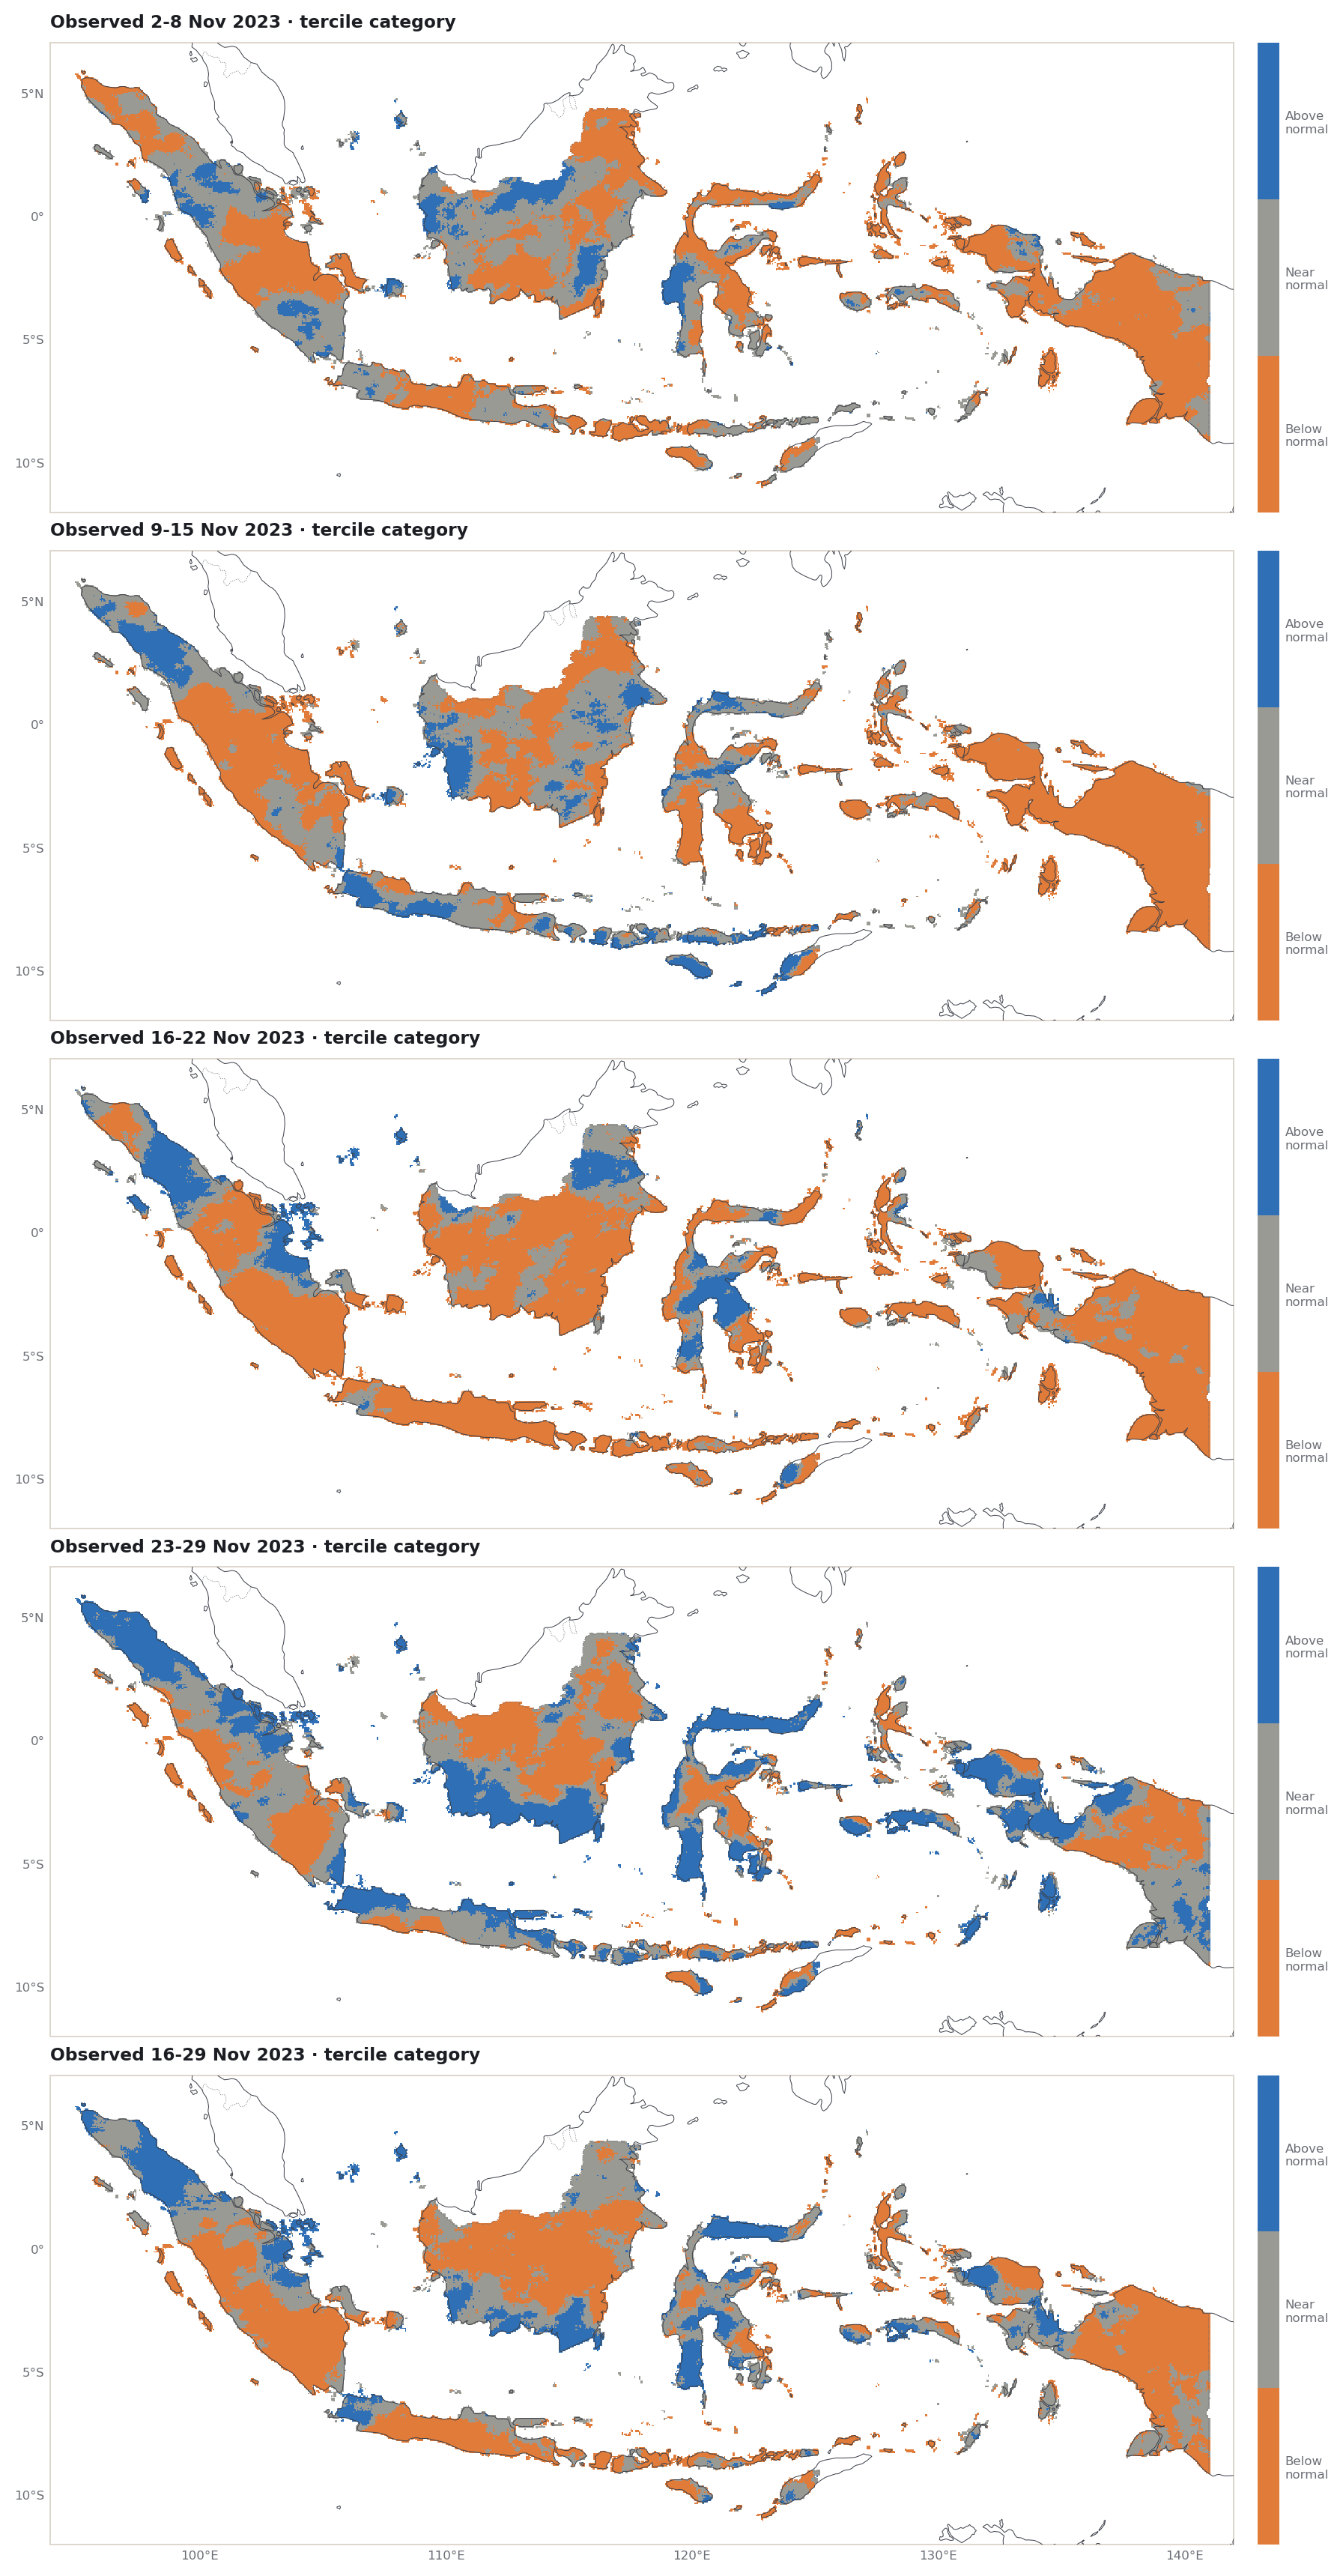 Observed 2-8 Nov 2023 · tercile category
5°N
0°
5°S
10°S
Above
normal
Near
normal
Below
normal
Observed 9-15 Nov 2023 · tercile category
5°N
0°
5°S
10°S
Above
normal
Near
normal
Below
normal
Observed 16-22 Nov 2023 · tercile category
5°N
0°
5°S
10°S
Above
normal
Near
normal
Below
normal
Observed 23-29 Nov 2023 · tercile category
5°N
0°
5°S
10°S
Above
normal
Near
normal
Below
normal
Observed 16-29 Nov 2023 · tercile category
5°N
0°
5°S
10°S
Above
normal
Near
normal
Below
normal
100°E 110°E 120°E 130°E 140°E